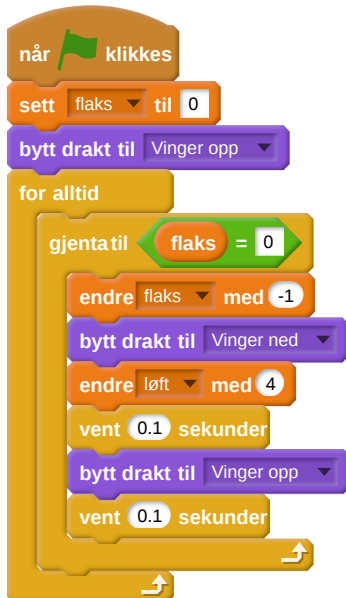 når klikkes
sett flaks til 0
bytt drakt til Vinger opp
for alltid
gjenta til flaks = 0
endre flaks med -1
bytt drakt til Vinger ned
endre løft med 4
vent 0.1 sekunder
bytt drakt til Vinger opp
vent 0.1 sekunder